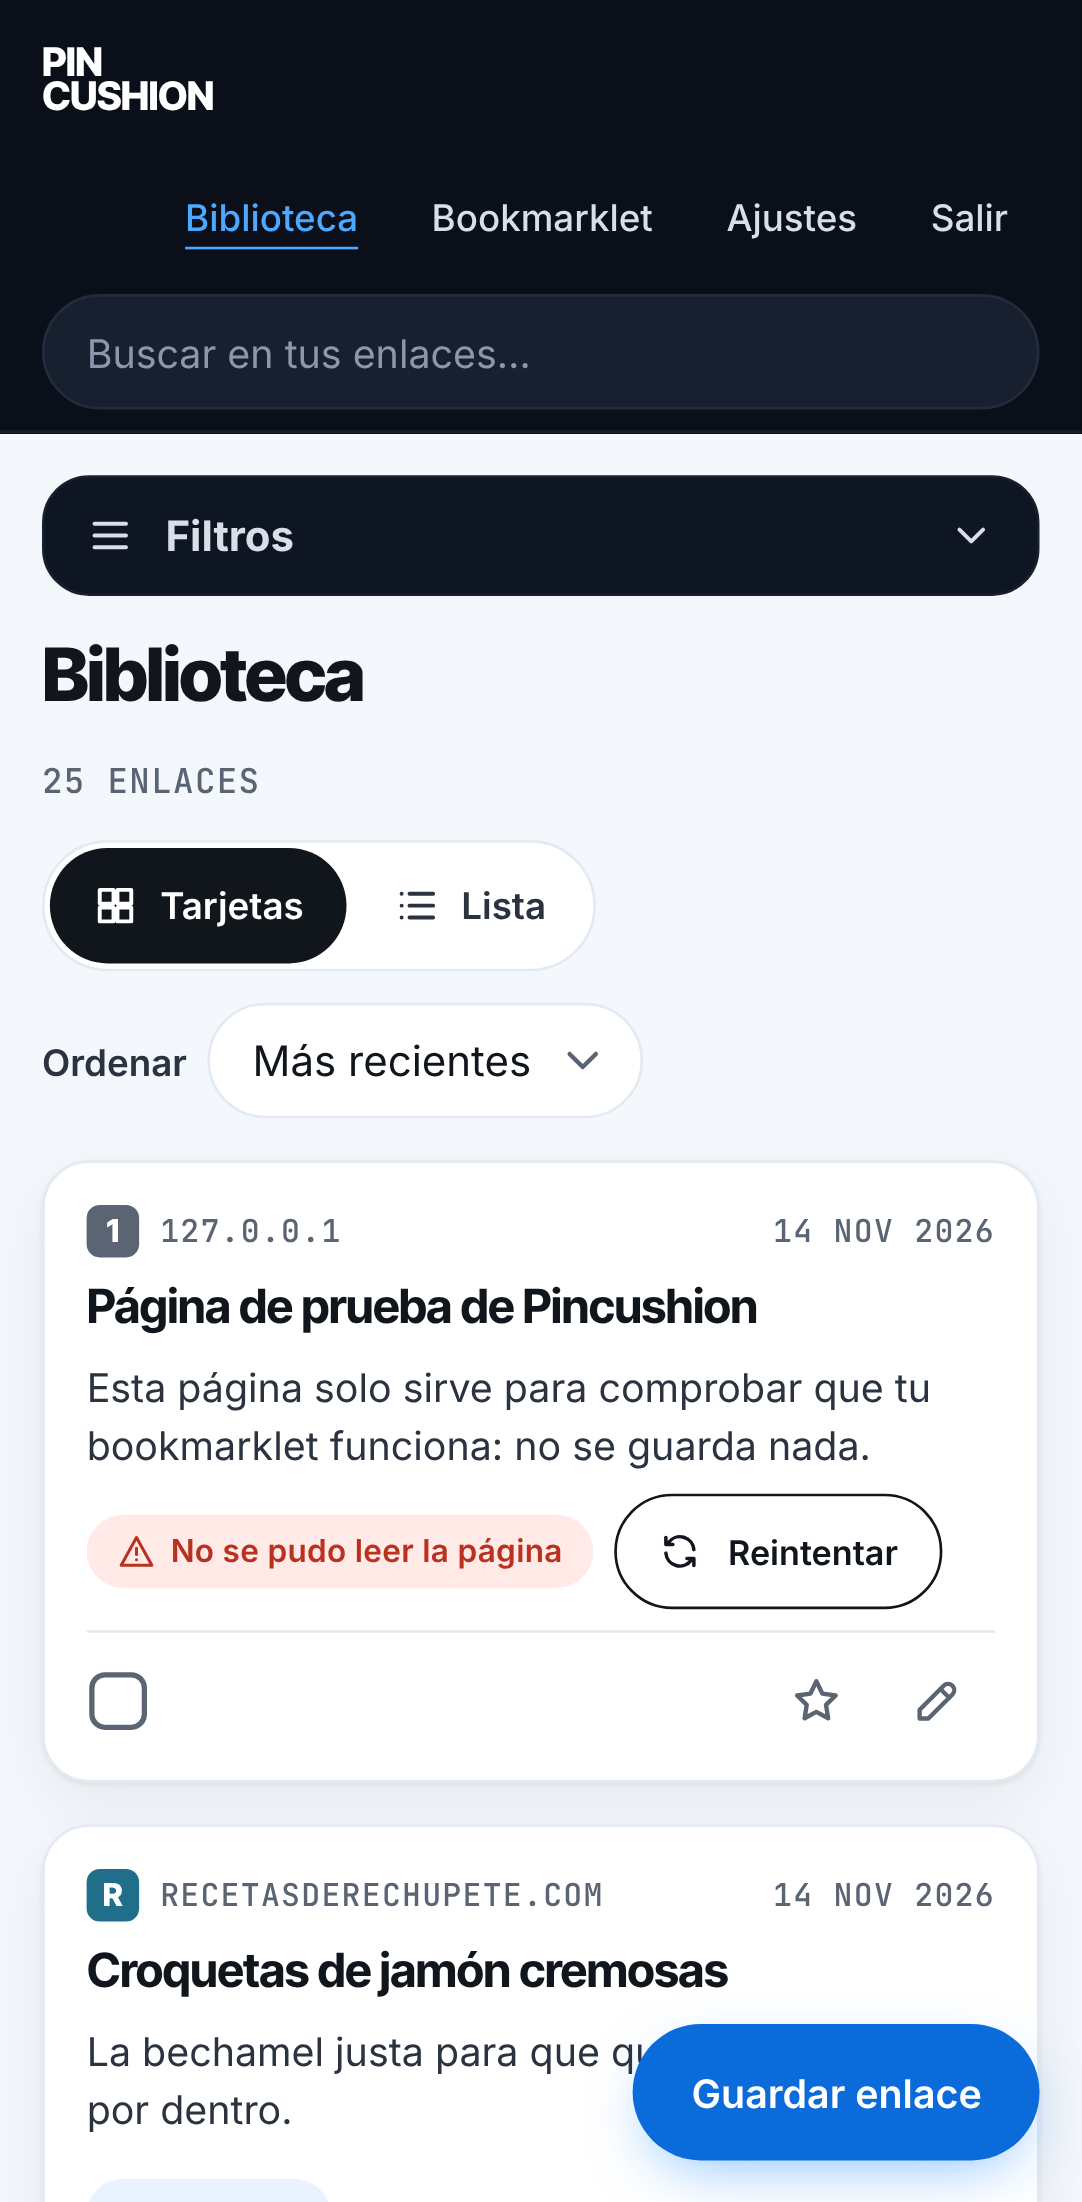 PIN
CUSHION
Biblioteca Bookmarklet Ajustes Salir
Buscar en tus enlaces...
Filtros
Biblioteca
25 ENLACES
Tarjetas Lista
Ordenar Más recientes
1 127.0.0.1 14 NOV 2026
Página de prueba de Pincushion
Esta página solo sirve para comprobar que tu
bookmarklet funciona: no se guarda nada.
No se pudo leer la página Reintentar
R RECETASDERECHUPETE.COM 14 NOV 2026
Croquetas de jamón cremosas
La bechamel justa para que
por dentro.
Guardar enlace